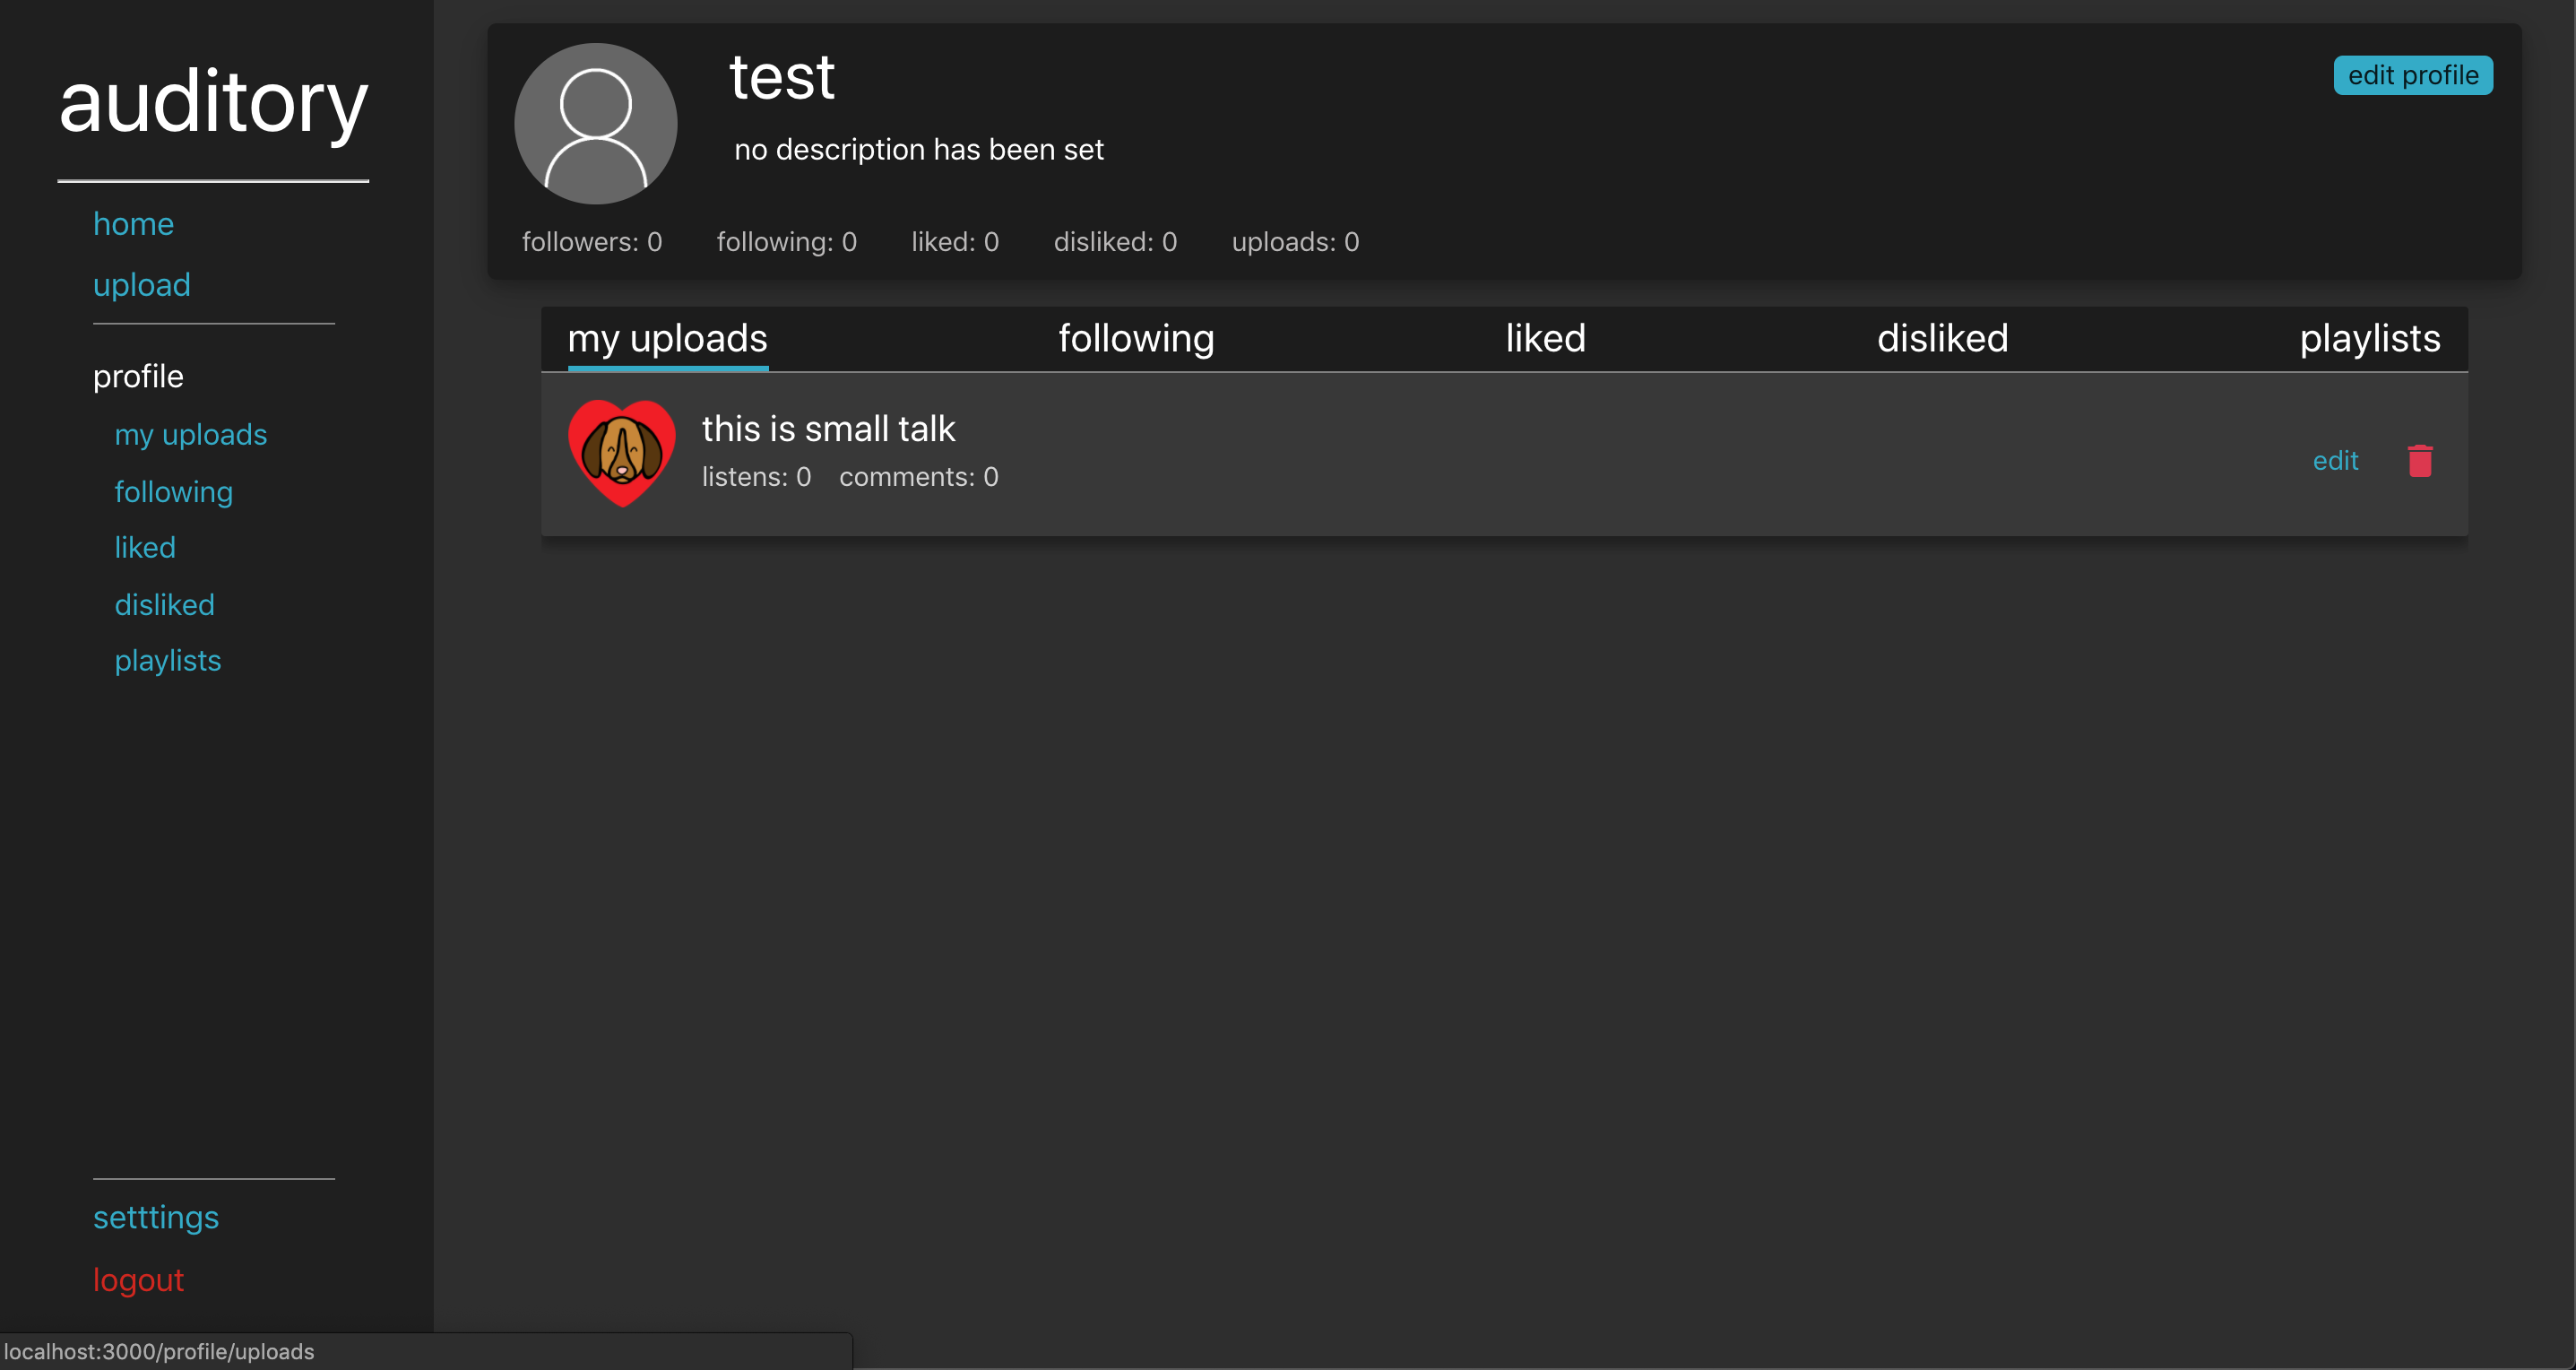 auditory
home
upload
profile
my uploads
following
liked
disliked
playlists
setttings
logout
test
edit profile
no description has been set
followers: 0 following: 0 liked: 0 disliked: 0 uploads: 0
my uploads following liked disliked playlists
this is small talk
listens: 0 comments: 0
edit
localhost:3000/profile/uploads